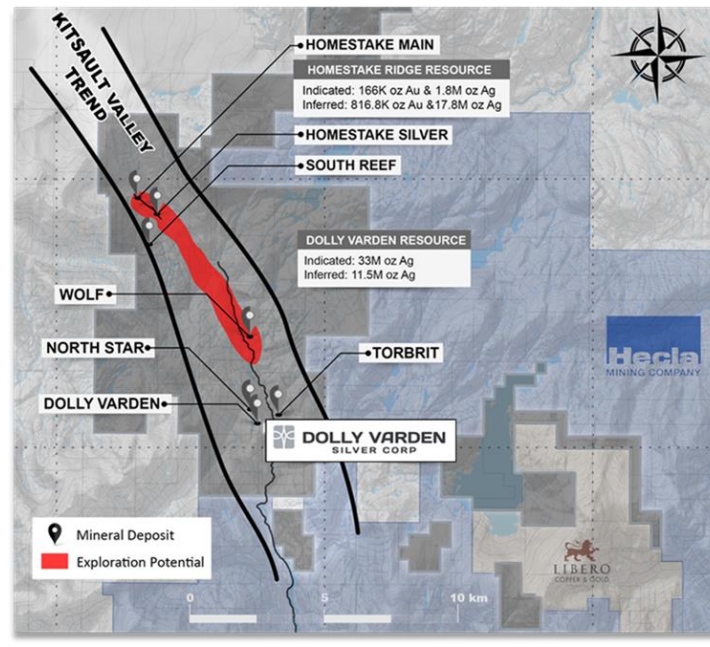 KITSAULT VALLEY
TREND
HOMESTAKE MAIN
HOMESTAKE RIDGE RESOURCE
Indicated: 166K oz Au & 1.8M oz Ag
Inferred: 816.8K oz Au &17.8M oz Ag
HOMESTAKE SILVER
SOUTH REEF
DOLLY VARDEN RESOURCE
Indicated: 33M oz Ag
Inferred: 11.5M oz Ag
WOLF
NORTH STAR
TORBRIT
DOLLY VARDEN
Hecla
MINING COMPANY
DOLLY VARDEN
SILVER CORP
Mineral Deposit
Exploration Potential
LIBERO
COPPER & GOLD
0 5 10 km